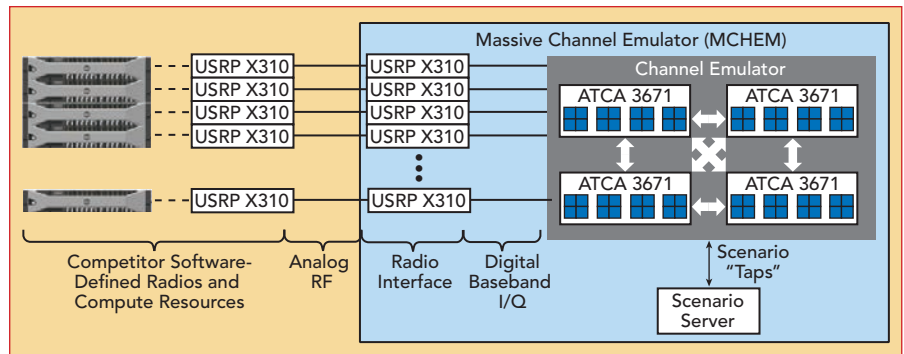 Massive Channel Emulator (MCHEM)
Channel Emulator
USRP X310
USRP X310
USRP X310
USRP X310
USRP X310
USRP X310
USRP X310
USRP X310
USRP X310
USRP X310
ATCA 3671
ATCA 3671
ATCA 3671
ATCA 3671
Competitor Software-
Defined Radios and
Compute Resources
Analog
RF
Radio
Interface
Digital
Baseband
I/Q
Scenario
"Taps"
Scenario
Server